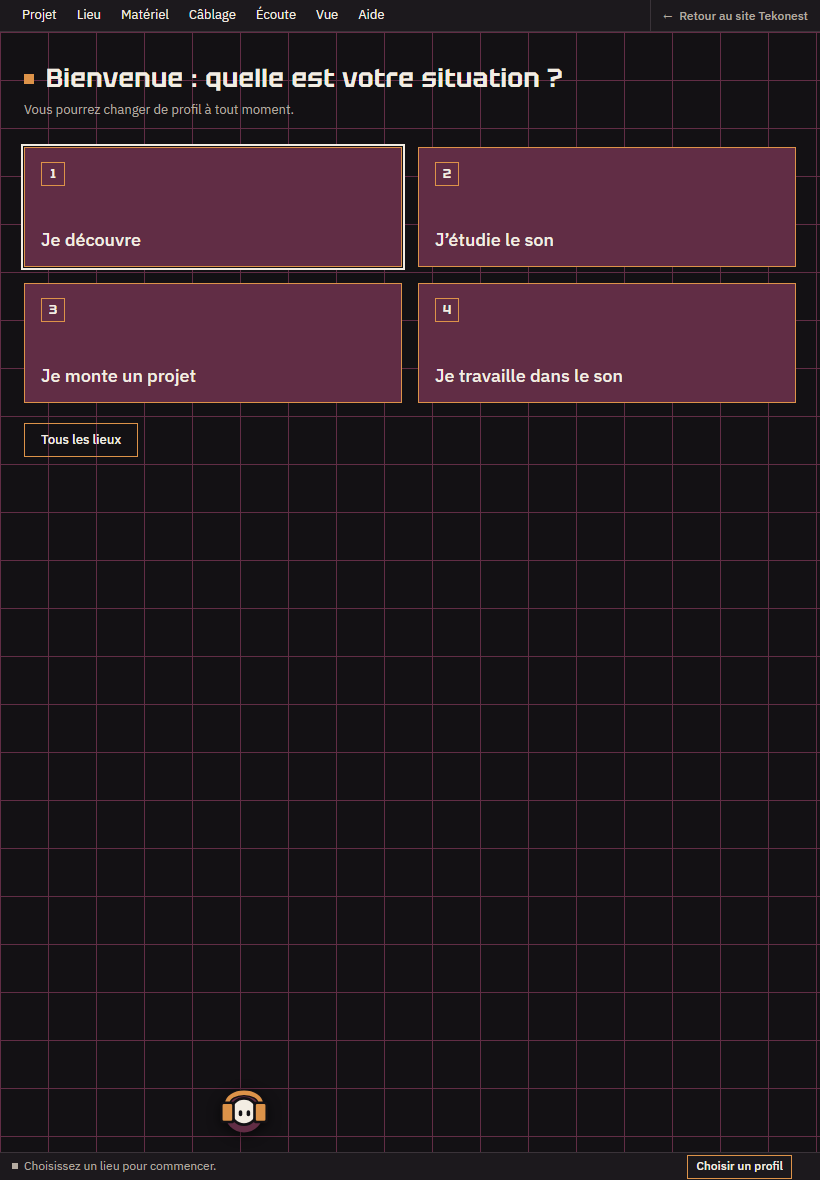 Projet Lieu Matériel Câblage Écoute Vue Aide ← Retour au site Tekonest
Bienvenue : quelle est votre situation ?
Vous pourrez changer de profil à tout moment.
1
Je découvre
2
J’étudie le son
3
Je monte un projet
4
Je travaille dans le son
Tous les lieux
Choisissez un lieu pour commencer.
Choisir un profil